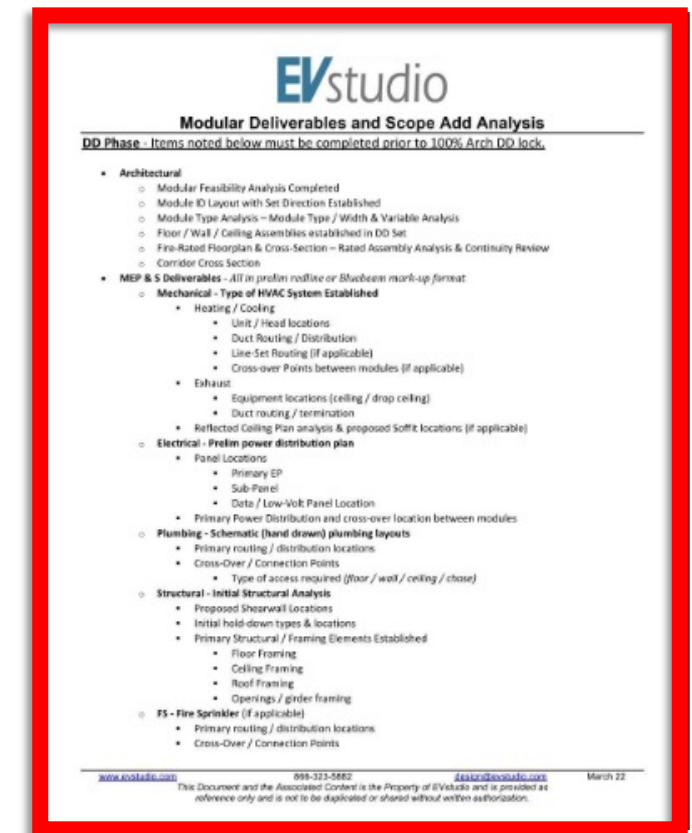 EVstudio
Modular Deliverables and Scope Add Analysis
DD Phase - Items noted below must be completed prior to 100% Arch DD lock.
• Architectural
○ Modular Feasibility Analysis Completed
○ Module ID Layout with Set Direction Established
○ Module Type Analysis – Module Type / Width & Variable Analysis
○ Floor / Wall / Ceiling Assemblies established in DD Set
○ Fire-Rated Floorplan & Cross-Section – Rated Assembly Analysis & Continuity Review
○ Corridor Cross Section
• MEP & S Deliverables - All in prelim redline or Bluebeam mark-up format
○ Mechanical - Type of HVAC System Established
▪ Heating / Cooling
▪ Unit / Head locations
▪ Duct Routing / Distribution
▪ Line-Set Routing (if applicable)
▪ Cross-over Points between modules (if applicable)
▪ Exhaust
▪ Equipment locations (ceiling / drop ceiling)
▪ Duct routing / termination
▪ Reflected Ceiling Plan analysis & proposed Soffit locations (if applicable)
○ Electrical - Prelim power distribution plan
▪ Panel Locations
▪ Primary EP
▪ Sub-Panel
▪ Data / Low-Volt Panel Location
▪ Primary Power Distribution and cross-over location between modules
○ Plumbing - Schematic (hand drawn) plumbing layouts
▪ Primary routing / distribution locations
▪ Cross-Over / Connection Points
▪ Type of access required (floor / wall / ceiling / chase)
○ Structural - Initial Structural Analysis
▪ Proposed Shearwall Locations
▪ Initial hold-down types & locations
▪ Primary Structural / Framing Elements Established
▪ Floor Framing
▪ Ceiling Framing
▪ Roof Framing
▪ Openings / girder framing
○ FS - Fire Sprinkler (if applicable)
▪ Primary routing / distribution locations
▪ Cross-Over / Connection Points
www.evstudio.com 866-323-5882 design@evstudio.com March 22
This Document and the Associated Content is the Property of EVstudio and is provided as
reference only and is not to be duplicated or shared without written authorization.